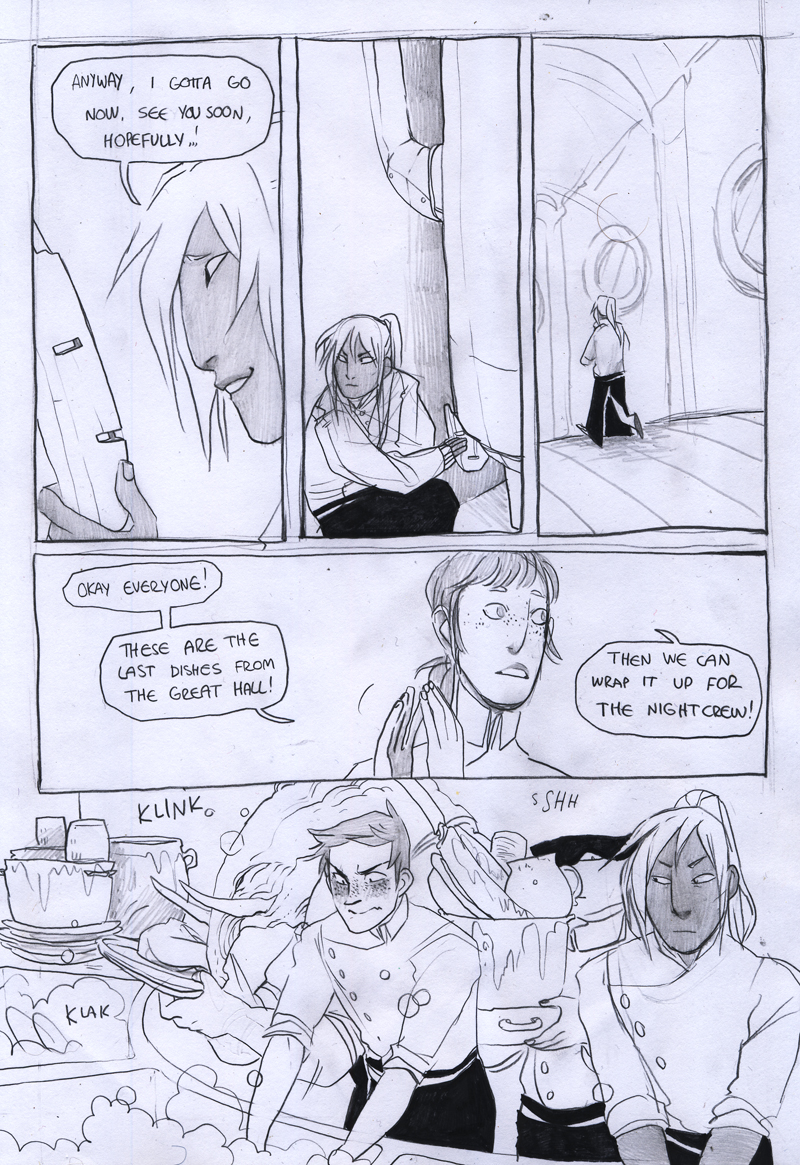 ANYWAY, I GOTTA GO
NOW. SEE YOU SOON,
HOPEFULLY...!
OKAY EVERYONE!
THESE ARE THE
LAST DISHES FROM
THE GREAT HALL!
THEN WE CAN
WRAP IT UP FOR
THE NIGHTCREW!
KLINK
SSHH
KLAK